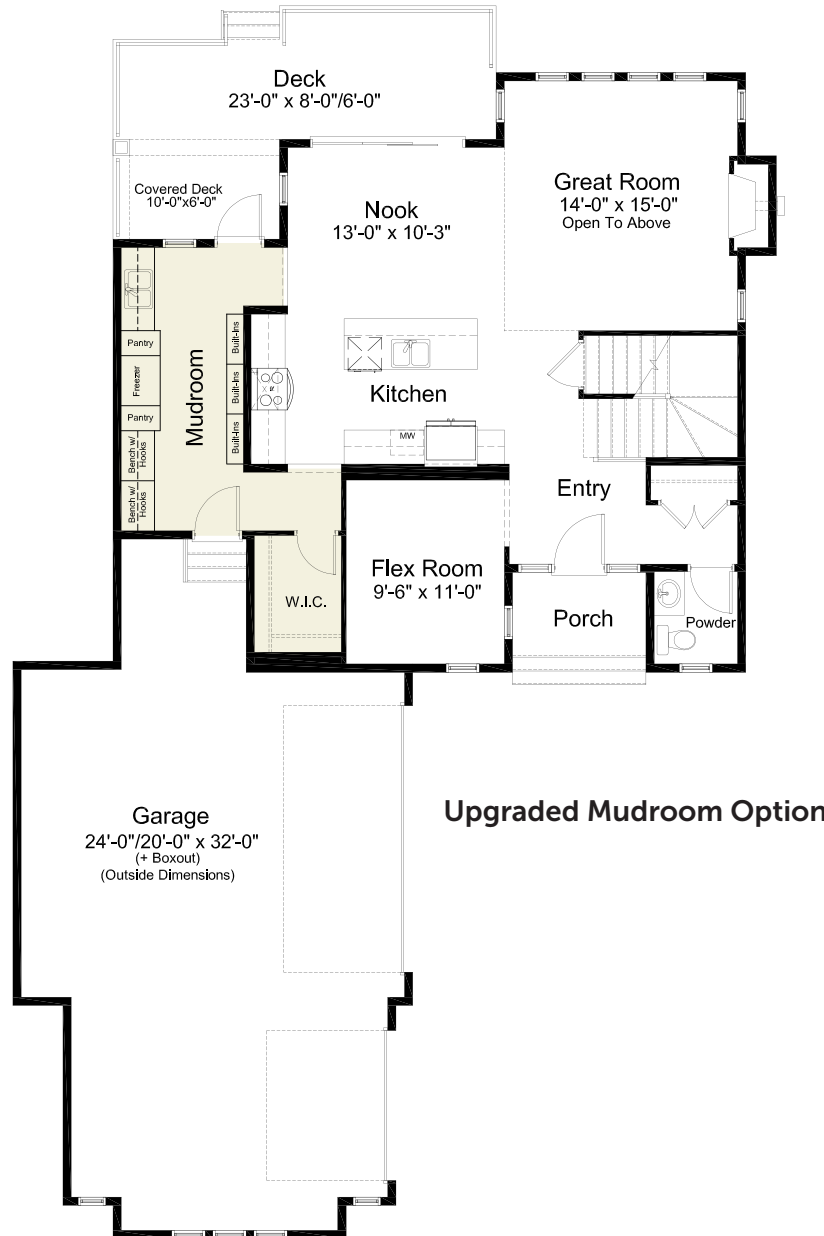 Deck
23'-0" x 8'-0"/6'-0"
Covered Deck
10'-0"x6'-0"
Nook
13'-0" x 10'-3"
Great Room
14'-0" x 15'-0"
Open To Above
Pantry
Freezer
Pantry
Bench w/
Hooks
Bench w/
Hooks
Mudroom
Built-Ins
Built-Ins
Built-Ins
Kitchen
MW
Entry
Flex Room
9'-6" x 11'-0"
W.I.C.
Porch
Powder
Garage
24'-0"/20'-0" x 32'-0"
(+ Boxout)
(Outside Dimensions)
Upgraded Mudroom Option